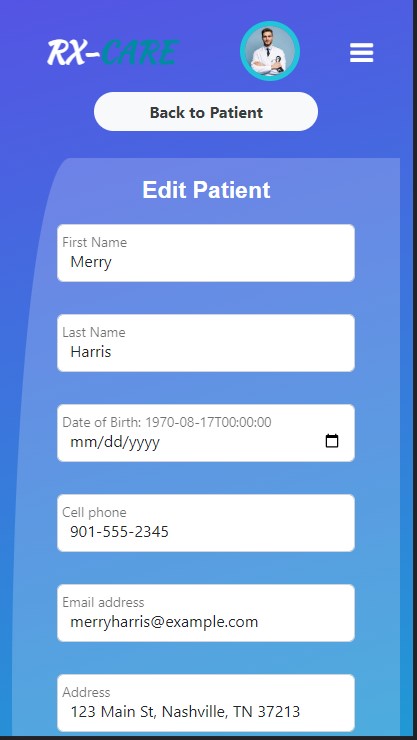 RX-CARE
Back to Patient
Edit Patient
First Name
Merry
Last Name
Harris
Date of Birth: 1970-08-17T00:00:00
mm/dd/yyyy
Cell phone
901-555-2345
Email address
merryharris@example.com
Address
123 Main St, Nashville, TN 37213